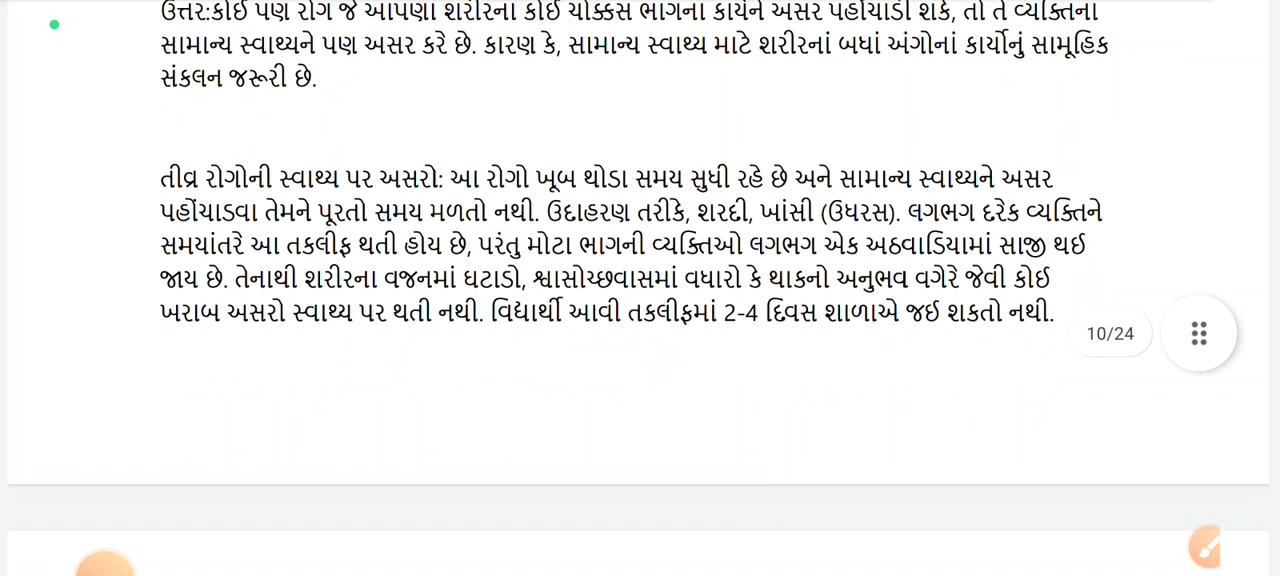 ઉત્તર:કોઈ પણ રોગ જે આપણા શરીરના કોઈ ચોક્કસ ભાગના કાર્યને અસર પહોંચાડી શકે, તો તે વ્યક્તિના
સામાન્ય સ્વાથ્યને પણ અસર કરે છે. કારણ કે, સામાન્ય સ્વાથ્ય માટે શરીરનાં બધાં અંગોનાં કાર્યોનું સામૂહિક
સંકલન જરૂરી છે.
તીવ્ર રોગોની સ્વાથ્ય પર અસરો: આ રોગો ખૂબ થોડા સમય સુધી રહે છે અને સામાન્ય સ્વાથ્યને અસર
પહોંચાડવા તેમને પૂરતો સમય મળતો નથી. ઉદાહરણ તરીકે, શરદી, ખાંસી (ઉધરસ). લગભગ દરેક વ્યક્તિને
સમયાંતરે આ તકલીફ થતી હોય છે, પરંતુ મોટા ભાગની વ્યક્તિઓ લગભગ એક અઠવાડિયામાં સાજી થઈ
જાય છે. તેનાથી શરીરના વજનમાં ઘટાડો, શ્વાસોચ્છવાસમાં વધારો કે થાકનો અનુભવ વગેરે જેવી કોઈ
ખરાબ અસરો સ્વાથ્ય પર થતી નથી. વિદ્યાર્થી આવી તકલીફમાં 2-4 દિવસ શાળાએ જઈ શકતો નથી.
10/24